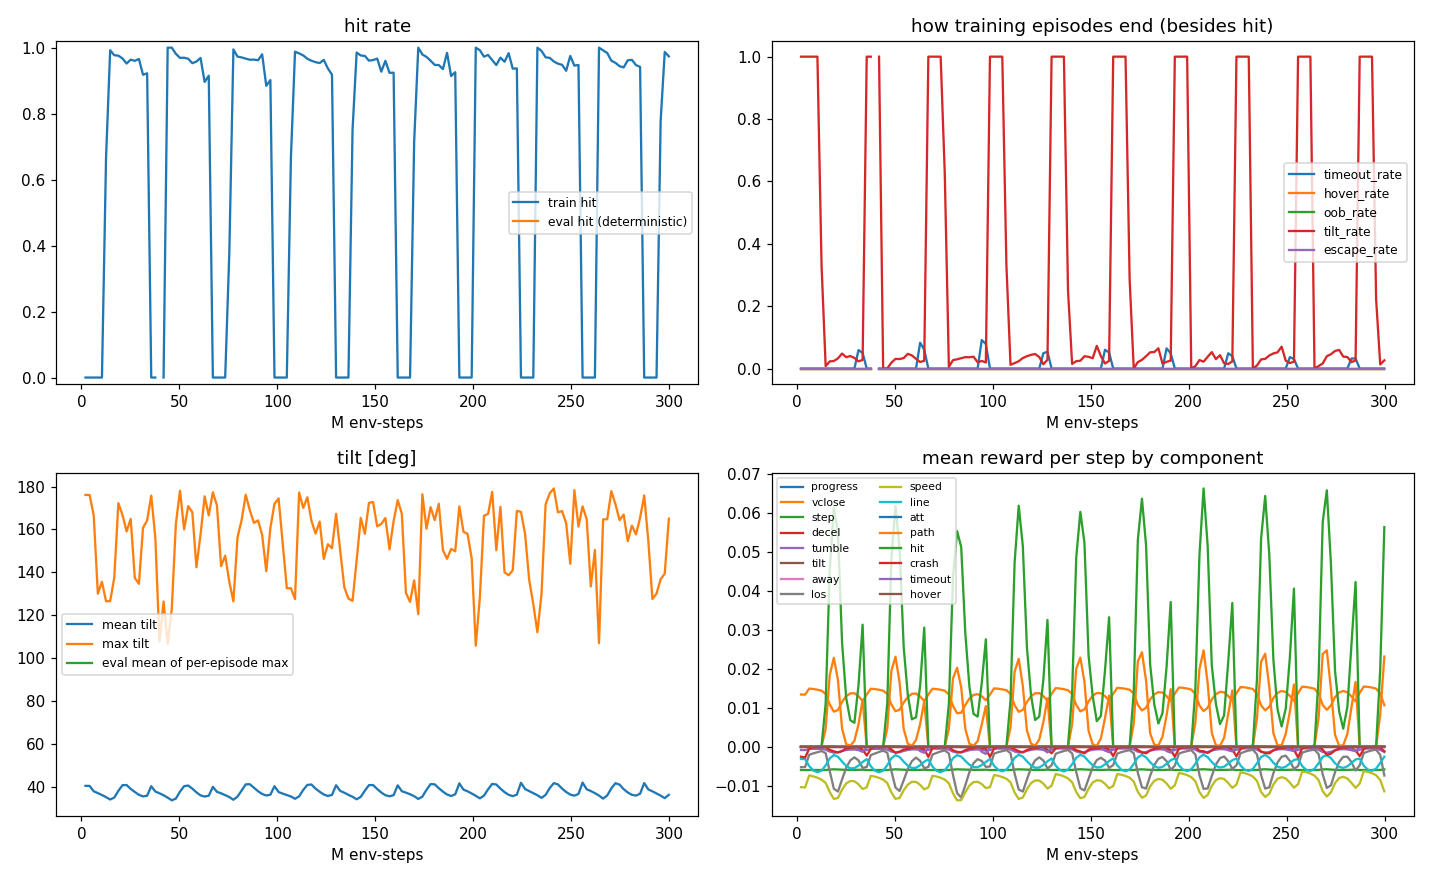 hit rate
1.0
0.8
0.6
0.4
0.2
0.0
train hit
eval hit (deterministic)
0 50 100 150 200 250 300
M env-steps
how training episodes end (besides hit)
1.0
0.8
0.6
0.4
0.2
0.0
timeout_rate
hover_rate
oob_rate
tilt_rate
escape_rate
0 50 100 150 200 250 300
M env-steps
tilt [deg]
180
160
140
120
100
80
60
40
mean tilt
max tilt
eval mean of per-episode max
0 50 100 150 200 250 300
M env-steps
mean reward per step by component
0.07
0.06
0.05
0.04
0.03
0.02
0.01
0.00
−0.01
progress
vclose
step
decel
tumble
tilt
away
los
speed
line
att
path
hit
crash
timeout
hover
0 50 100 150 200 250 300
M env-steps